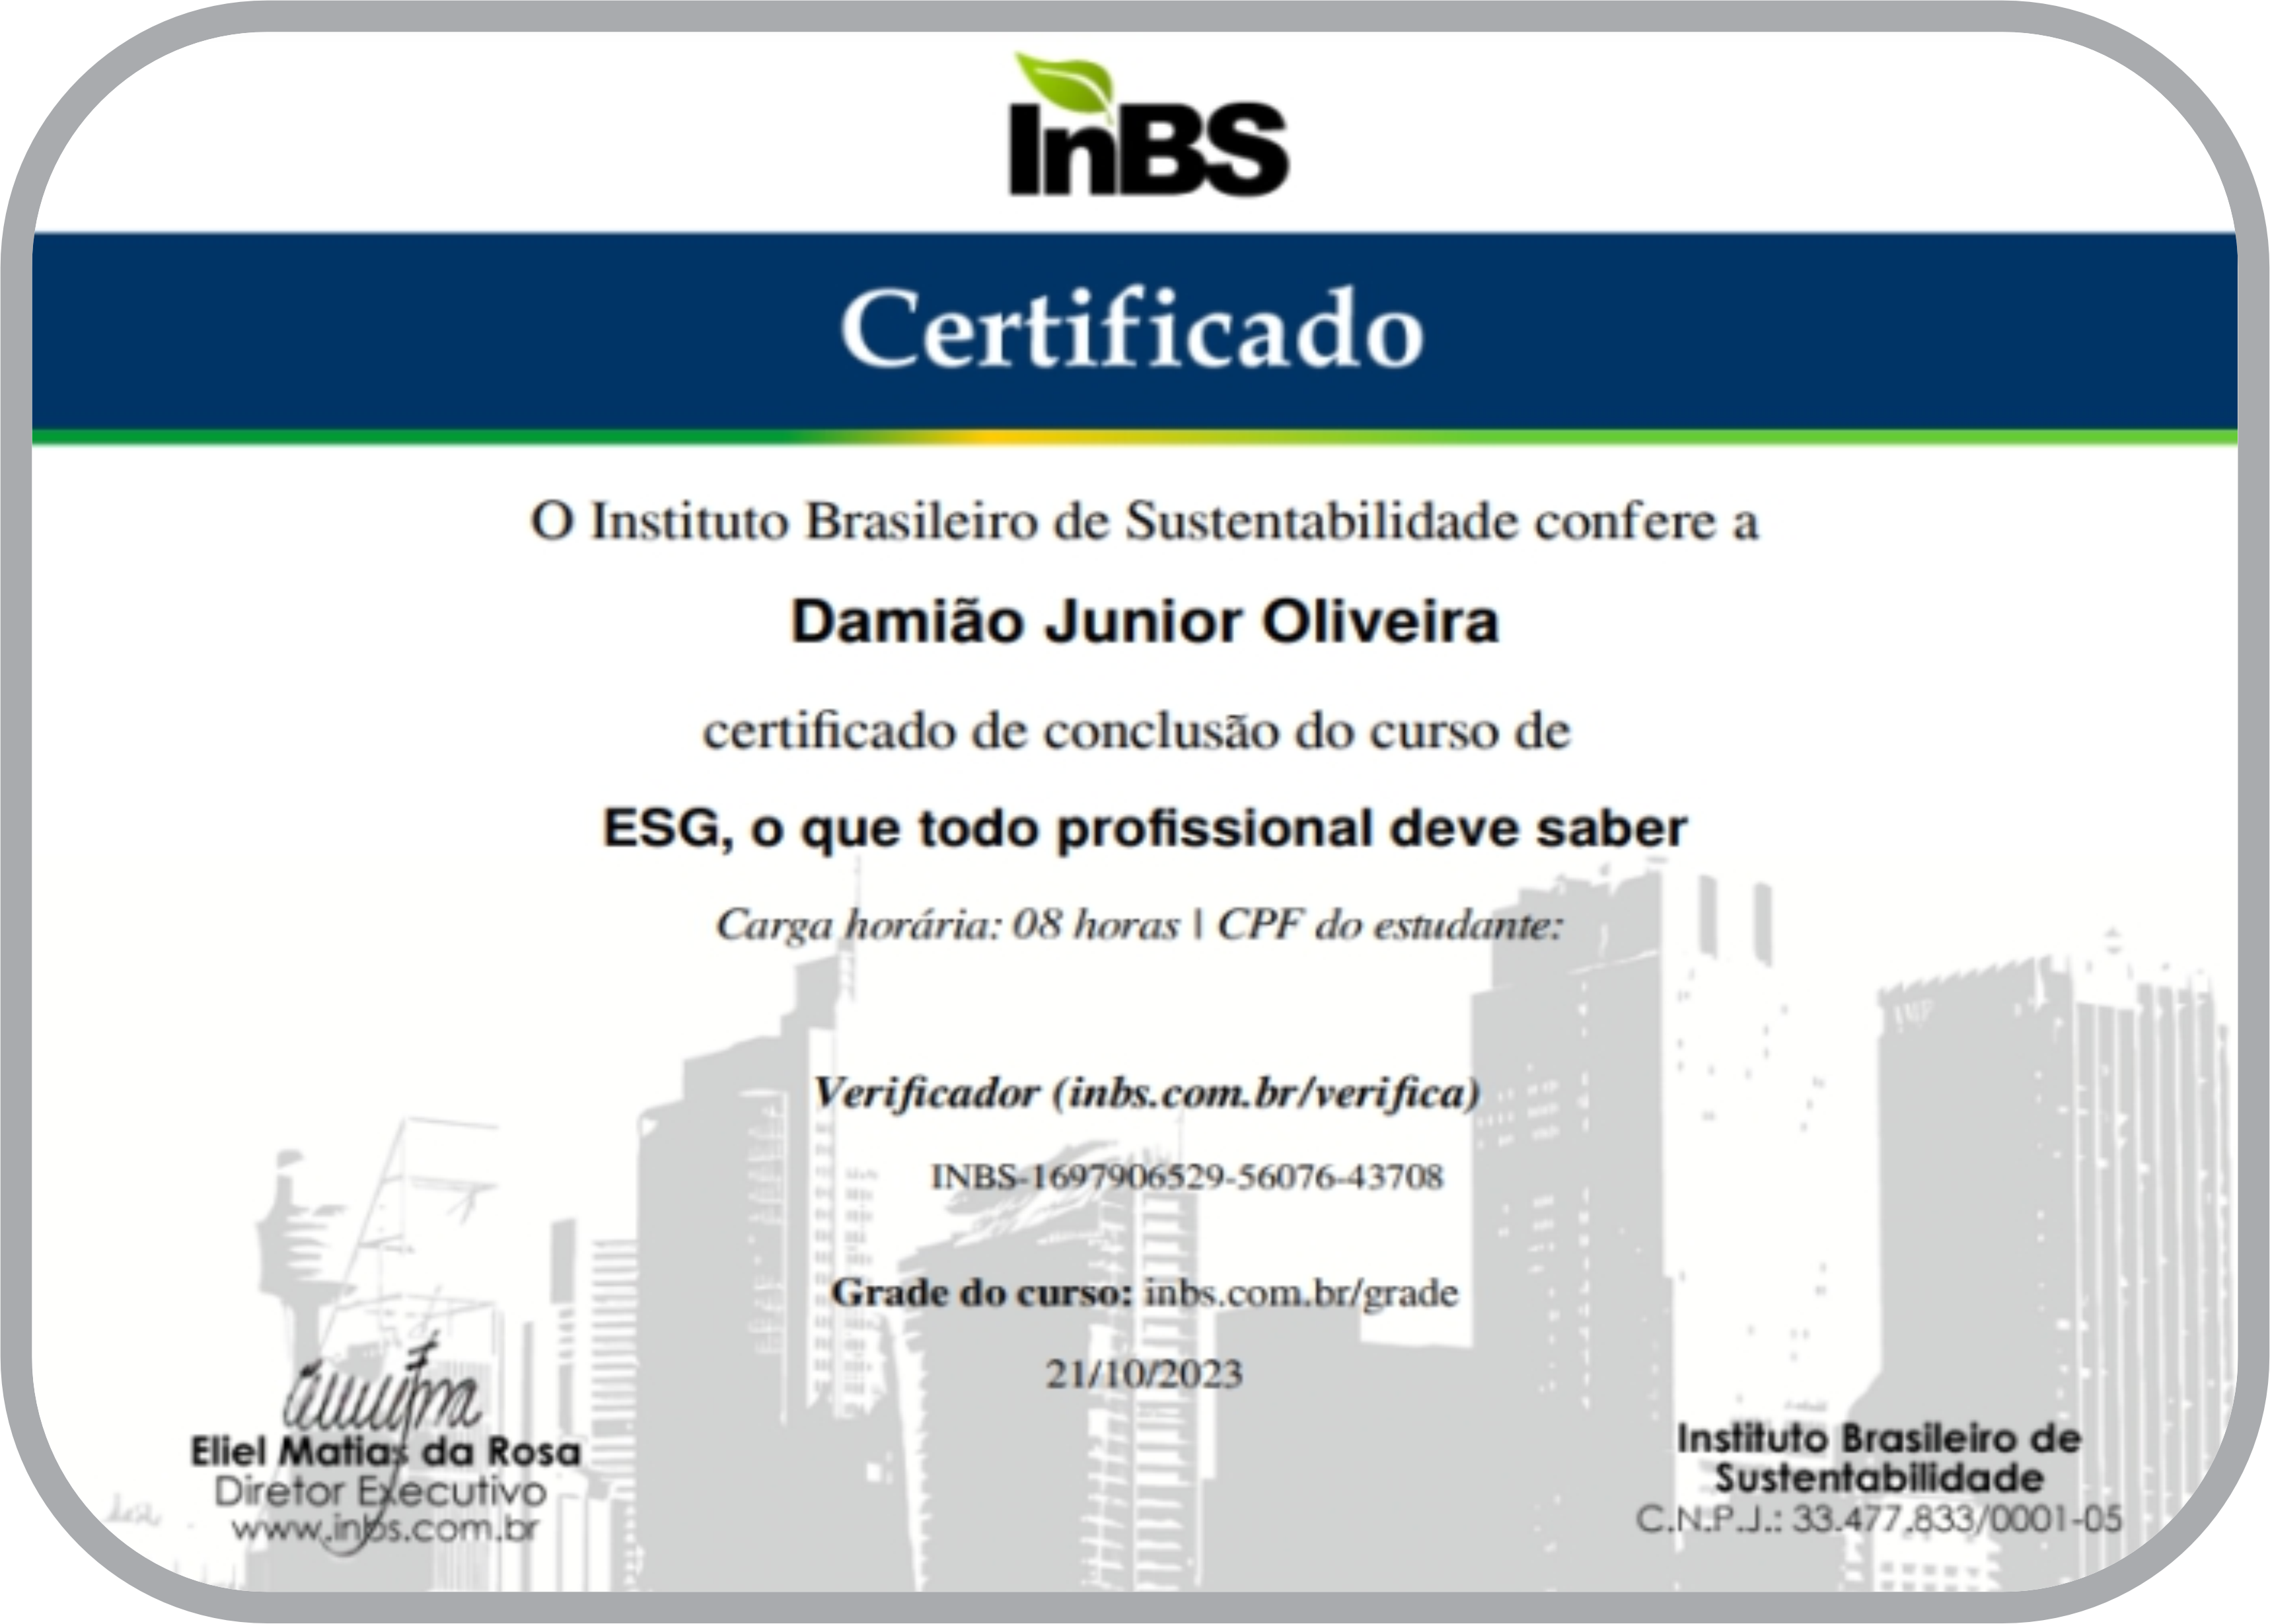 InBS
Certificado
O Instituto Brasileiro de Sustentabilidade confere a
Damião Junior Oliveira
certificado de conclusão do curso de
ESG, o que todo profissional deve saber
Carga horária: 08 horas | CPF do estudante:
Verificador (inbs.com.br/verifica)
INBS-1697906529-56076-43708
Grade do curso: inbs.com.br/grade
21/10/2023
Eliel Matias da Rosa
Diretor Executivo
www.inbs.com.br
Instituto Brasileiro de
Sustentabilidade
C.N.P.J.: 33.477.833/0001-05